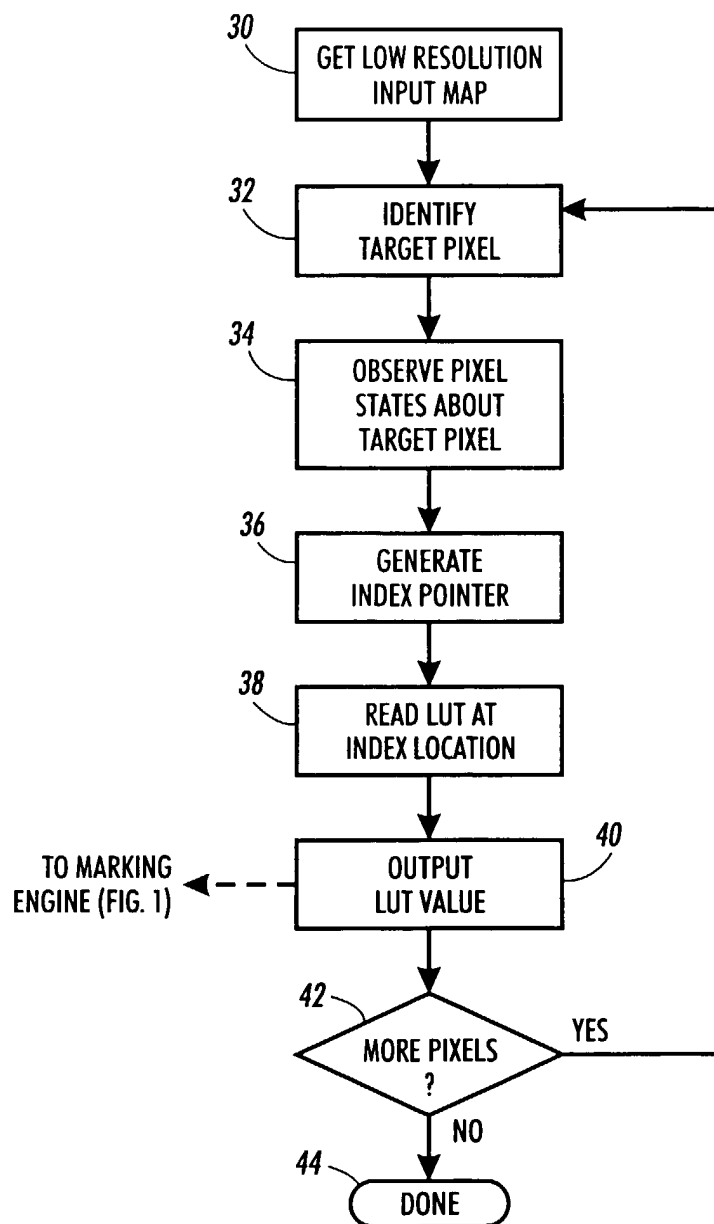 30
GET LOW RESOLUTION
INPUT MAP
32
IDENTIFY
TARGET PIXEL
34
OBSERVE PIXEL
STATES ABOUT
TARGET PIXEL
36
GENERATE
INDEX POINTER
38
READ LUT AT
INDEX LOCATION
40
OUTPUT
LUT VALUE
TO MARKING
ENGINE (FIG. 1)
42
MORE PIXELS
?
YES
NO
44
DONE